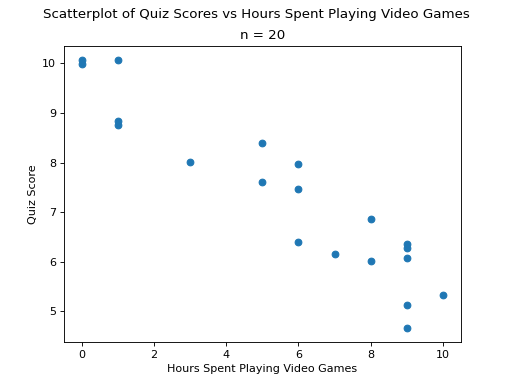 Scatterplot of Quiz Scores vs Hours Spent Playing Video Games
n = 20
10
9
8
7
6
5
Quiz Score
0 2 4 6 8 10
Hours Spent Playing Video Games